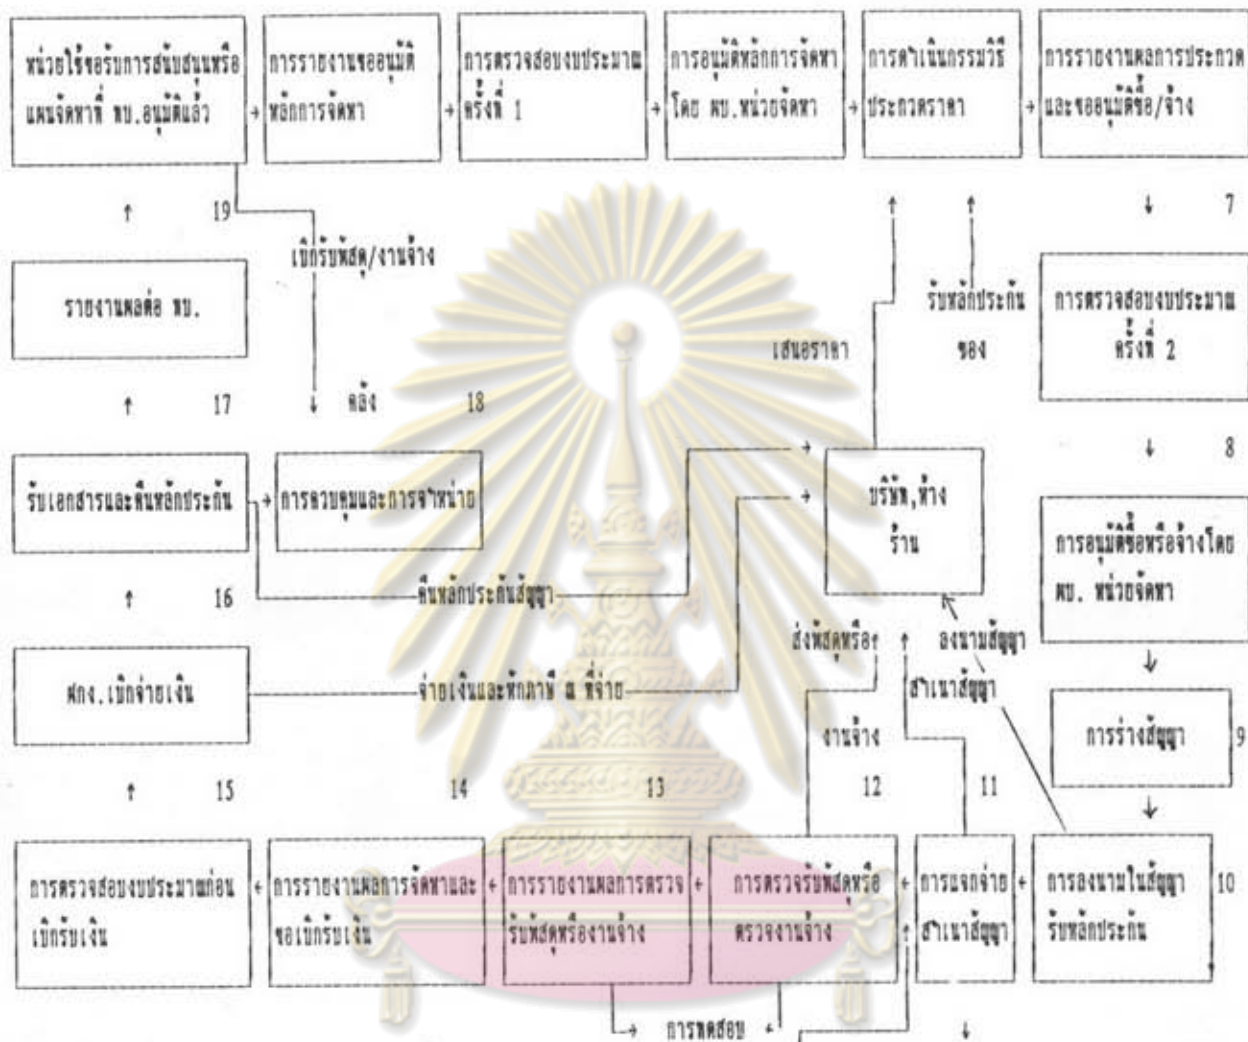 หน่วยใช้ขอรับการสนับสนุนหรือ
แผนจัดหาที่ พบ.อนุมัติแล้ว
การรายงานขออนุมัติ
หลักการจัดหา
การตรวจสอบงบประมาณ
ครั้งที่ 1
การอนุมัติหลักการจัดหา
โดย ผบ.หน่วยจัดหา
การดำเนินกรรมวิธี
ประกวดราคา
การรายงานผลการประกวด
และขออนุมัติซื้อ/จ้าง
19
7
เบิกรับพัสดุ/งานจ้าง
รายงานผลต่อ พบ.
เสนอราคา
รับหลักประกัน
ซอง
การตรวจสอบงบประมาณ
ครั้งที่ 2
17
คลัง
18
8
รับเอกสารและคืนหลักประกัน
การควบคุมและการจำหน่าย
บริษัท,ห้าง
ร้าน
การอนุมัติซื้อหรือจ้างโดย
ผบ. หน่วยจัดหา
16
คืนหลักประกันสัญญา
ส่งพัสดุหรือ
งานจ้าง
ลงนามสัญญา
สำเนาสัญญา
ฝกง.เบิกจ่ายเงิน
จ่ายเงินและหักภาษี ณ ที่จ่าย
การร่างสัญญา
9
15
14
13
12
11
การตรวจสอบงบประมาณก่อน
เบิกรับเงิน
การรายงานผลการจัดหาและ
ขอเบิกรับเงิน
การรายงานผลการตรวจ
รับพัสดุหรืองานจ้าง
การตรวจรับพัสดุหรือ
ตรวจงานจ้าง
การแจกจ่าย
สำเนาสัญญา
การลงนามในสัญญา
รับหลักประกัน
10
การทดสอบ